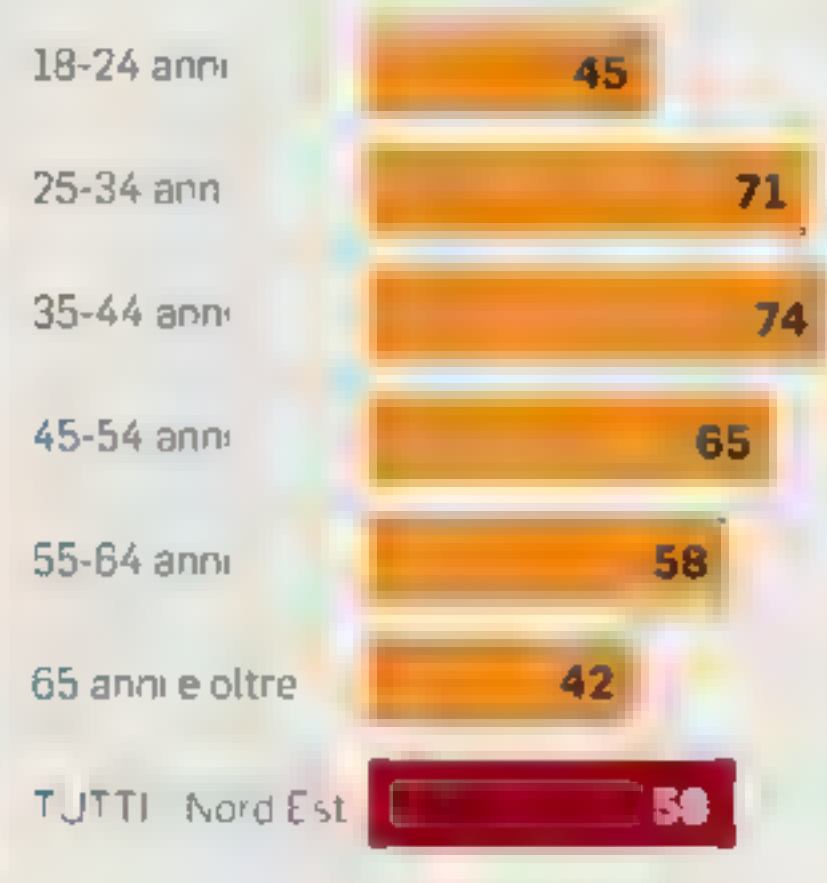 18-24 anni 45
25-34 ann 71
35-44 anni 74
45-54 anni 65
55-64 anni 58
65 anni e oltre 42
TUTTI Nord Est